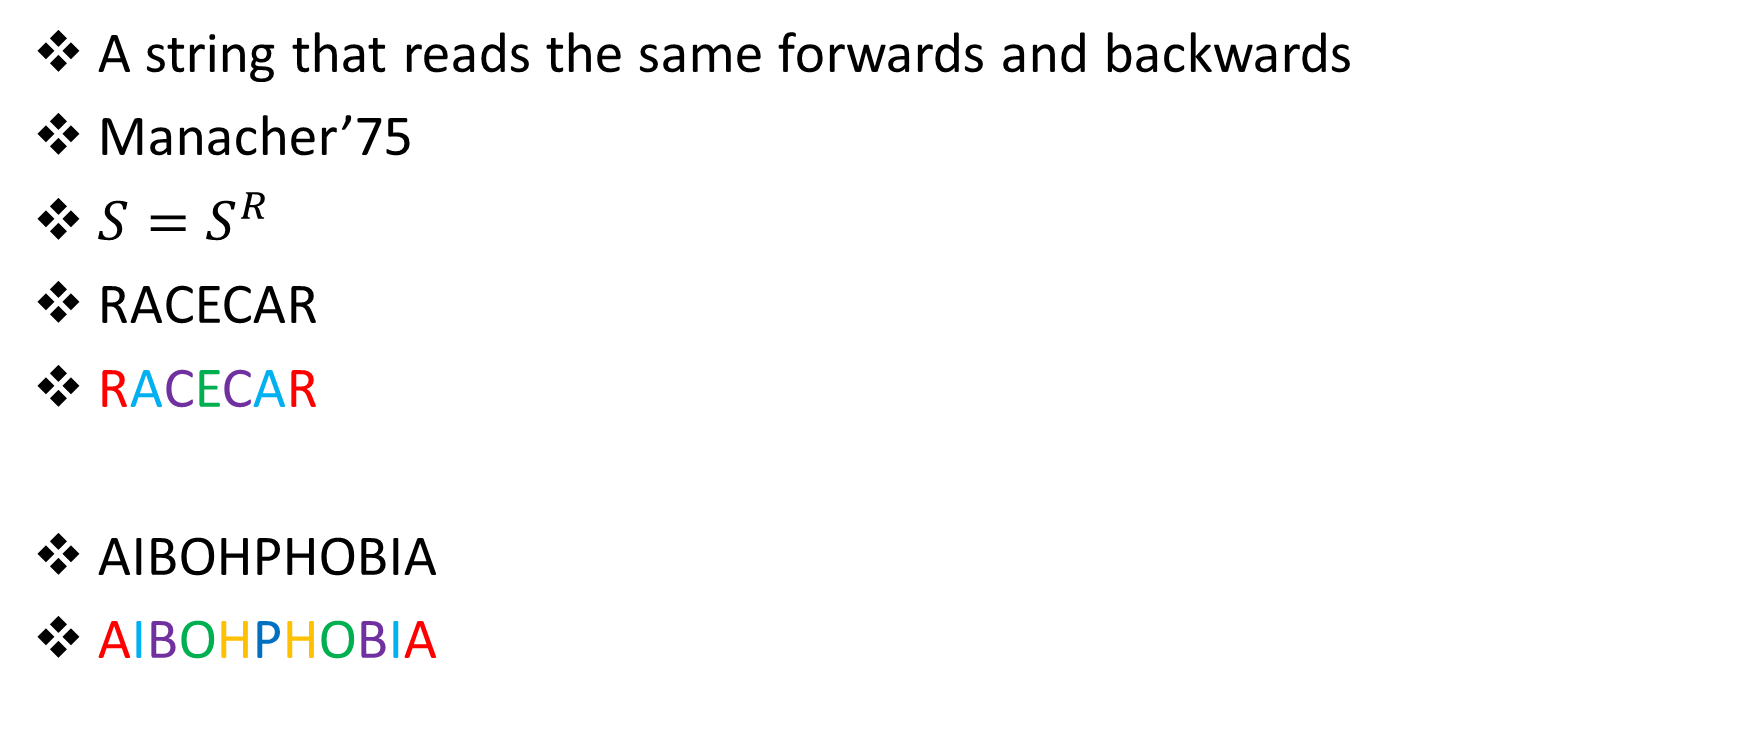 ❖ A string that reads the same forwards and backwards
❖ Manacher’75
❖ S = S^R
❖ RACECAR
❖ RACECAR
❖ AIBOHPHOBIA
❖ AIBOHPHOBIA